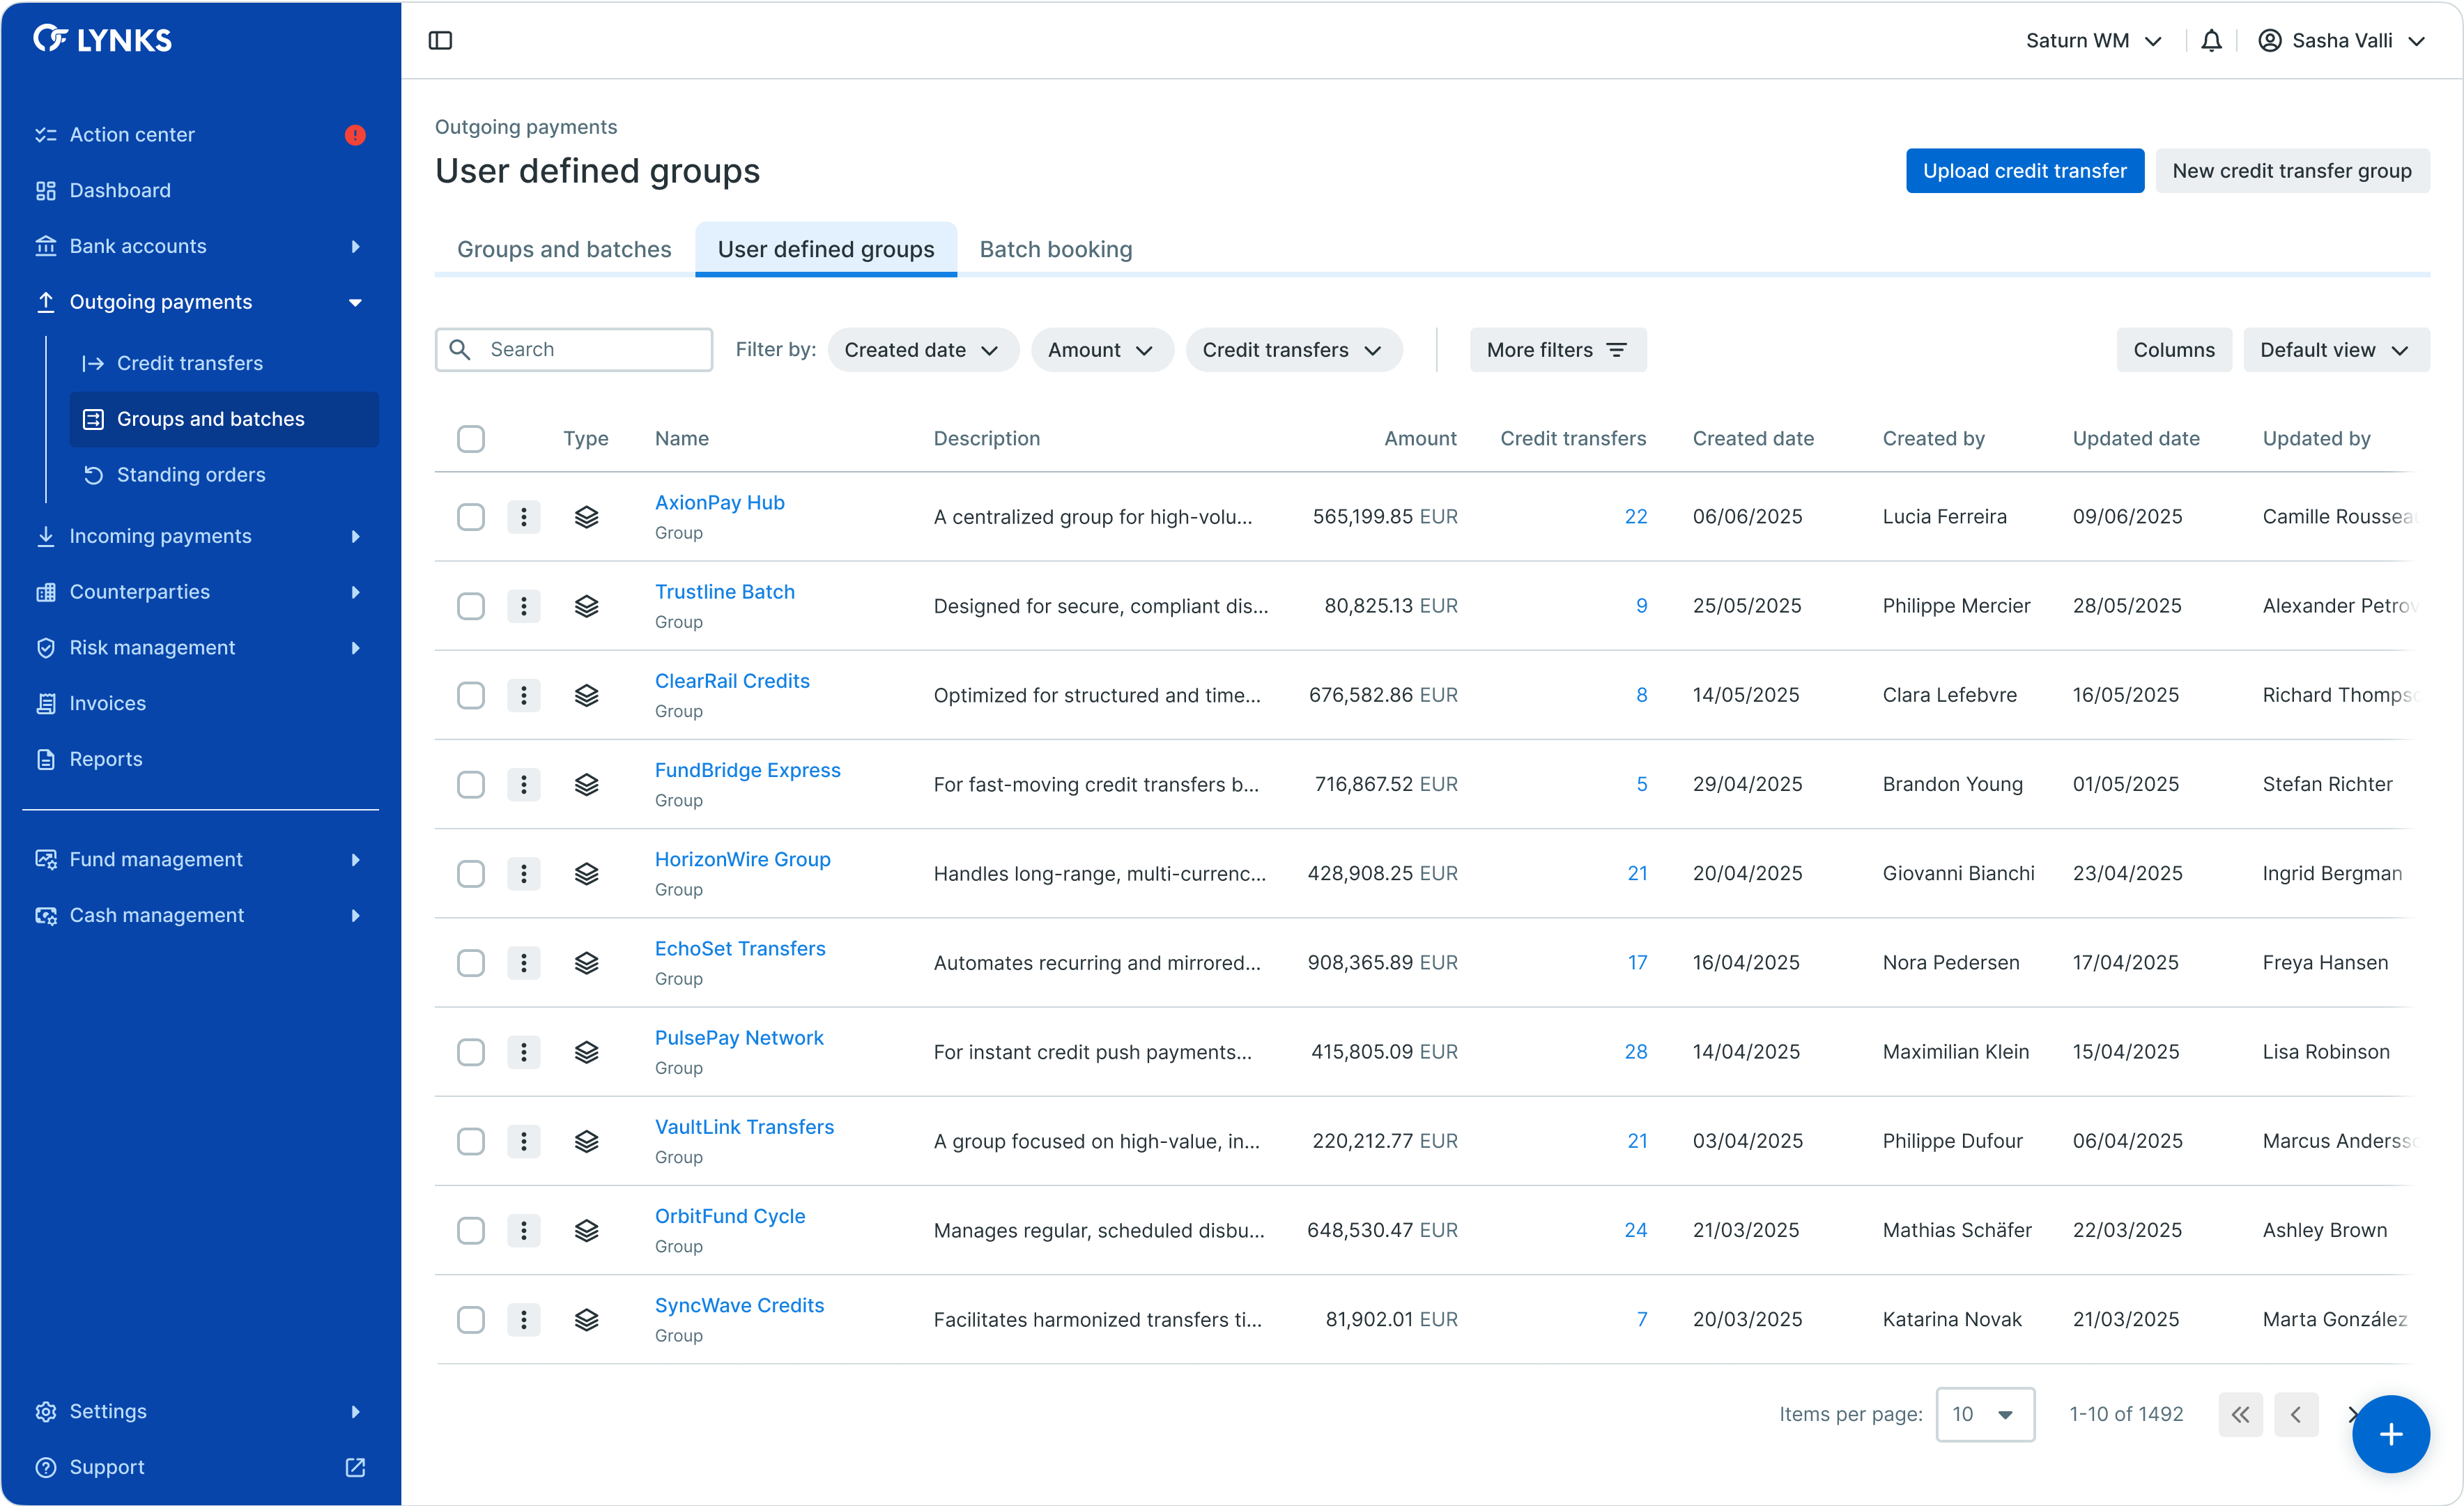 LYNKS
Saturn WM
Sasha Valli
Action center
Dashboard
Bank accounts
Outgoing payments
Credit transfers
Groups and batches
Standing orders
Incoming payments
Counterparties
Risk management
Invoices
Reports
Fund management
Cash management
Settings
Support
Outgoing payments
User defined groups
Upload credit transfer
New credit transfer group
Groups and batches User defined groups Batch booking
Search Filter by: Created date Amount Credit transfers More filters Columns Default view
Type Name Description Amount Credit transfers Created date Created by Updated date Updated by
AxionPay Hub
Group
A centralized group for high-volu... 565,199.85 EUR 22 06/06/2025 Lucia Ferreira 09/06/2025 Camille Rousseau
Trustline Batch
Group
Designed for secure, compliant dis... 80,825.13 EUR 9 25/05/2025 Philippe Mercier 28/05/2025 Alexander Petrov
ClearRail Credits
Group
Optimized for structured and time... 676,582.86 EUR 8 14/05/2025 Clara Lefebvre 16/05/2025 Richard Thompso
FundBridge Express
Group
For fast-moving credit transfers b... 716,867.52 EUR 5 29/04/2025 Brandon Young 01/05/2025 Stefan Richter
HorizonWire Group
Group
Handles long-range, multi-currenc... 428,908.25 EUR 21 20/04/2025 Giovanni Bianchi 23/04/2025 Ingrid Bergman
EchoSet Transfers
Group
Automates recurring and mirrored... 908,365.89 EUR 17 16/04/2025 Nora Pedersen 17/04/2025 Freya Hansen
PulsePay Network
Group
For instant credit push payments... 415,805.09 EUR 28 14/04/2025 Maximilian Klein 15/04/2025 Lisa Robinson
VaultLink Transfers
Group
A group focused on high-value, in... 220,212.77 EUR 21 03/04/2025 Philippe Dufour 06/04/2025 Marcus Andersso
OrbitFund Cycle
Group
Manages regular, scheduled disbu... 648,530.47 EUR 24 21/03/2025 Mathias Schäfer 22/03/2025 Ashley Brown
SyncWave Credits
Group
Facilitates harmonized transfers ti... 81,902.01 EUR 7 20/03/2025 Katarina Novak 21/03/2025 Marta González
Items per page: 10 1-10 of 1492